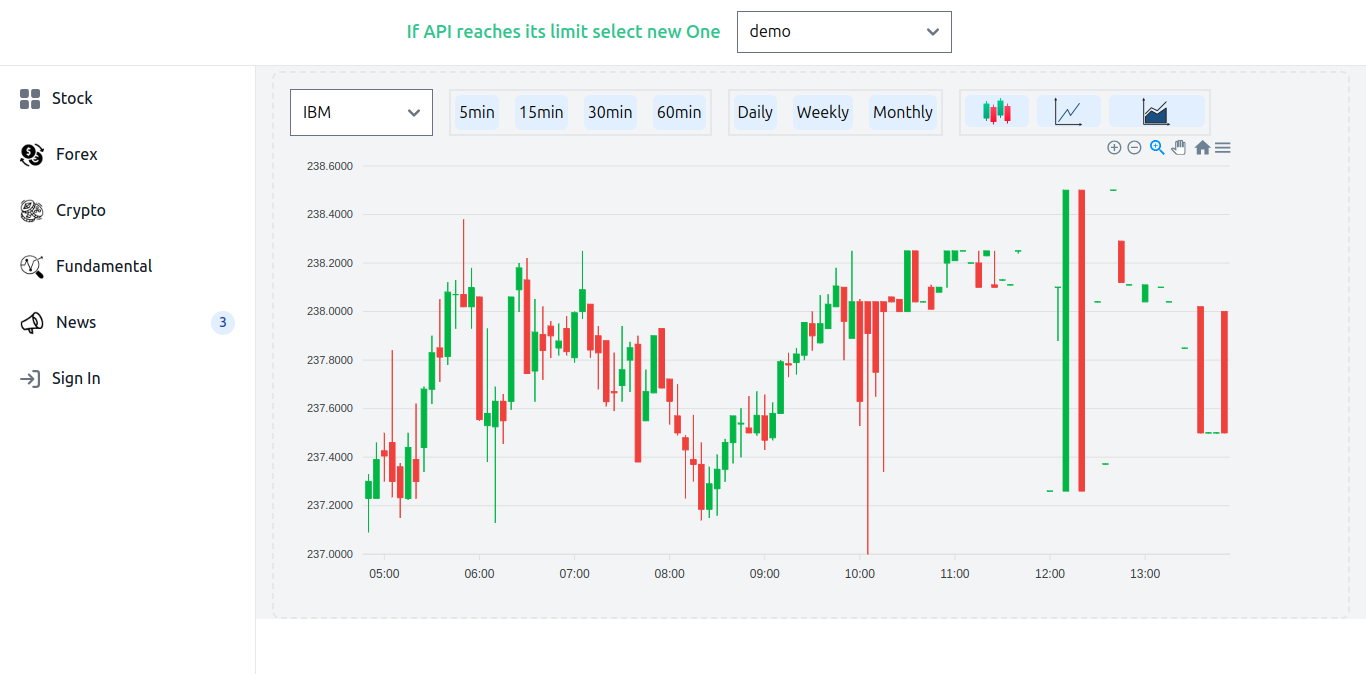 If API reaches its limit select new One
demo
Stock
Forex
Crypto
Fundamental
News 3
Sign In
IBM
5min 15min 30min 60min
Daily Weekly Monthly
238.6000
238.4000
238.2000
238.0000
237.8000
237.6000
237.4000
237.2000
237.0000
05:00 06:00 07:00 08:00 09:00 10:00 11:00 12:00 13:00